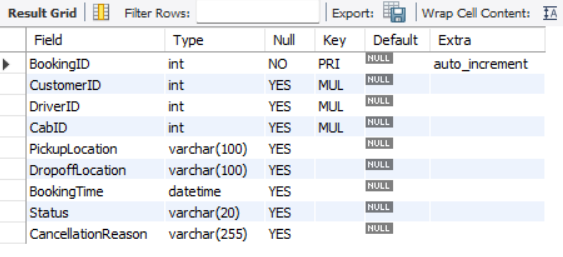 Result Grid Filter Rows: Export: Wrap Cell Content: IA
Field Type Null Key Default Extra
BookingID int NO PRI NULL auto_increment
CustomerID int YES MUL NULL
DriverID int YES MUL NULL
CabID int YES MUL NULL
PickupLocation varchar(100) YES NULL
DropoffLocation varchar(100) YES NULL
BookingTime datetime YES NULL
Status varchar(20) YES NULL
CancellationReason varchar(255) YES NULL